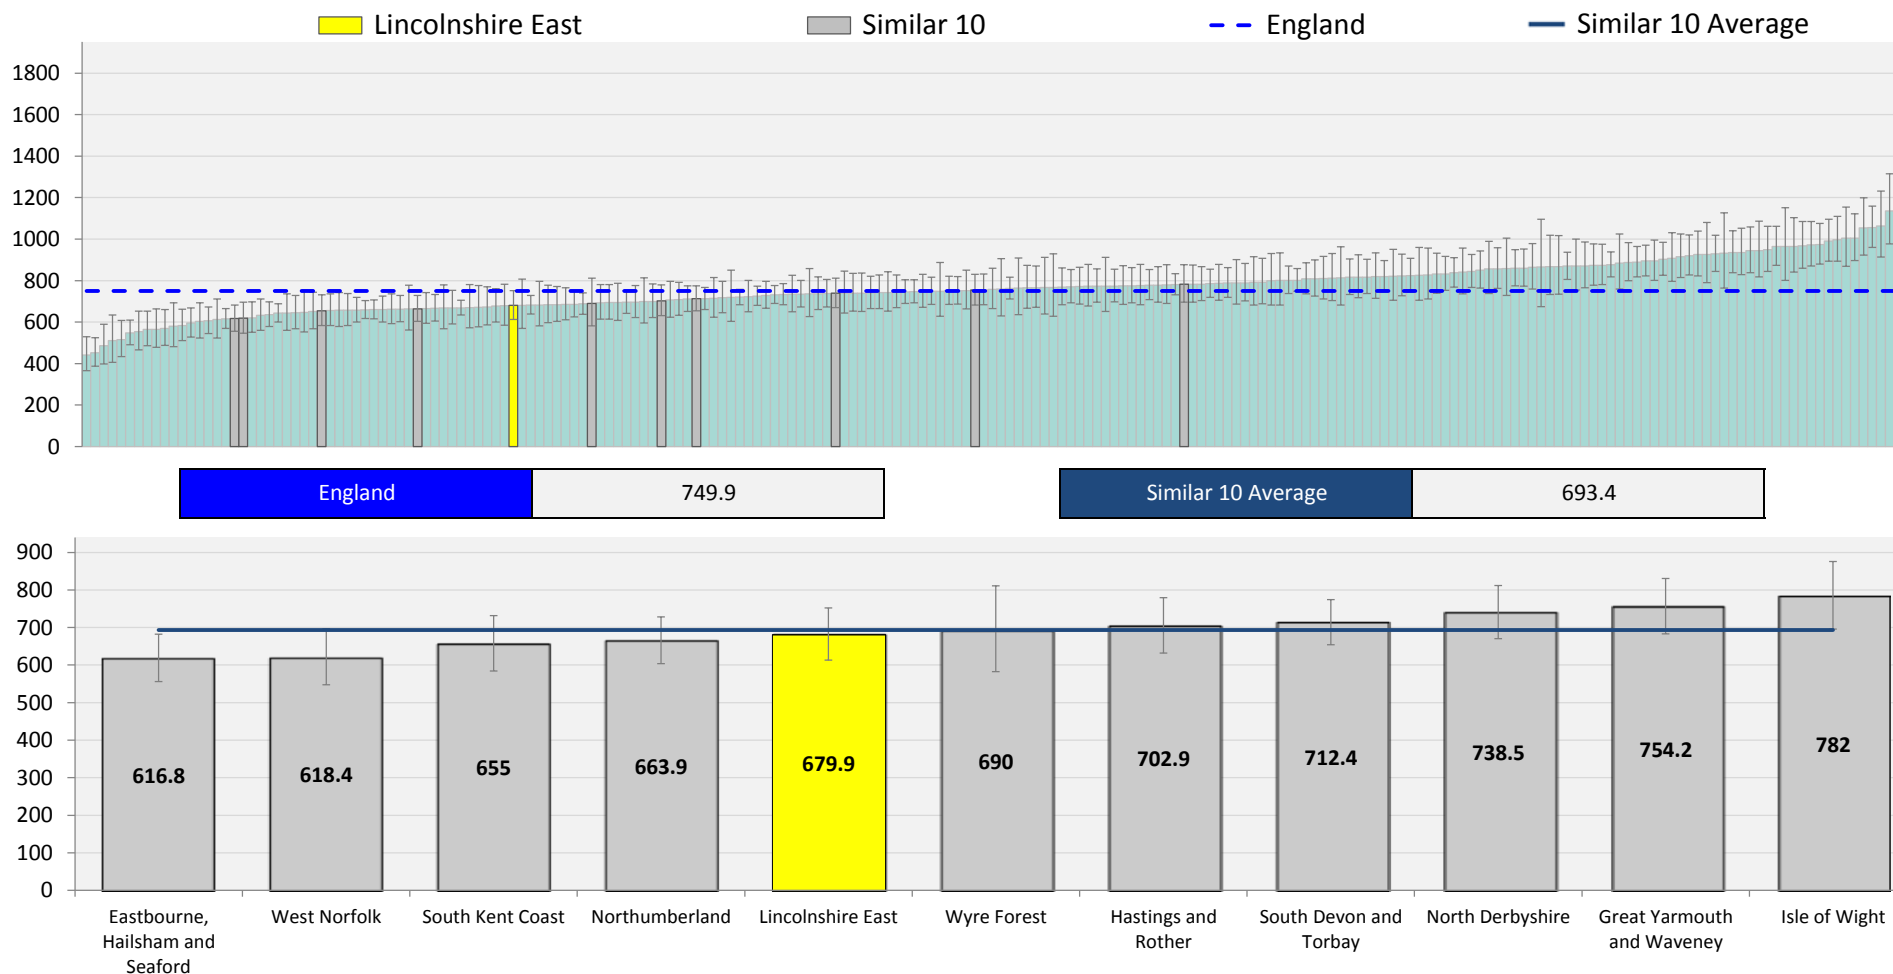 Lincolnshire East Similar 10 England Similar 10 Average
1800
1600
1400
1200
1000
800
600
400
200
0
England 749.9 Similar 10 Average 693.4
900
800
700
600
500
400
300
200
100
0
616.8 618.4 655 663.9 679.9 690 702.9 712.4 738.5 754.2 782
Eastbourne,
Hailsham and
Seaford
West Norfolk
South Kent Coast
Northumberland
Lincolnshire East
Wyre Forest
Hastings and
Rother
South Devon and
Torbay
North Derbyshire
Great Yarmouth
and Waveney
Isle of Wight